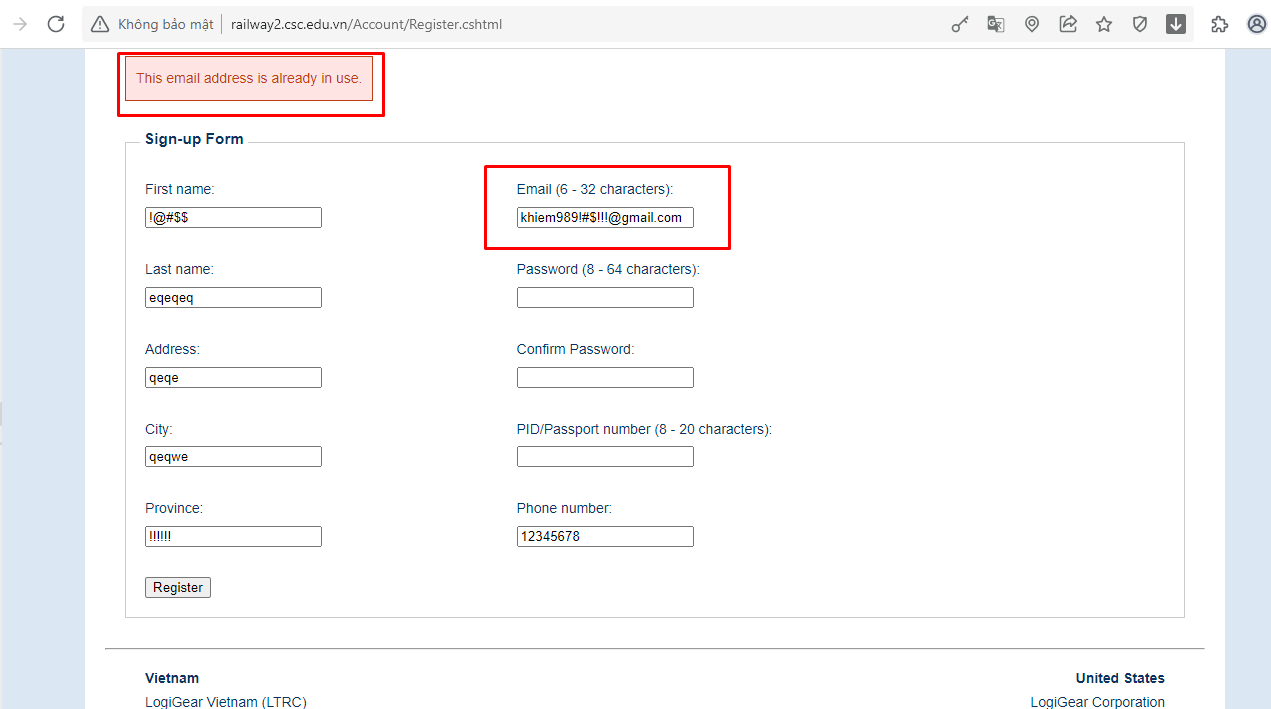 Không bảo mật railway2.csc.edu.vn/Account/Register.cshtml
This email address is already in use.
Sign-up Form
First name:
!@#$$
Last name:
eqeqeq
Address:
qeqe
City:
qeqwe
Province:
!!!!!!
Email (6 - 32 characters):
khiem989!#$!!!@gmail.com
Password (8 - 64 characters):
Confirm Password:
PID/Passport number (8 - 20 characters):
Phone number:
12345678
Register
Vietnam
LogiGear Vietnam (LTRC)
United States
LogiGear Corporation